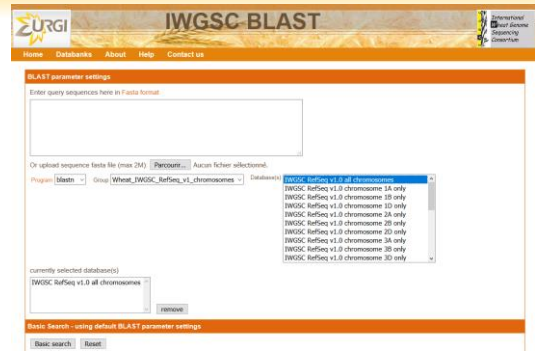 URGI
IWGSC-BLAST
International
Wheat Genome
Sequencing
Consortium
Home Databanks About Help Contact us
BLAST parameter settings
Enter query sequences here in Fasta format
Or upload sequence fasta file (max 2M) Parcourir... Aucun fichier sélectionné.
Program blastn Group Wheat_IWGSC_RefSeq_v1_chromosomes Database(s) IWGSC RefSeq v1.0 all chromosomes
IWGSC RefSeq v1.0 chromosome 1A only
IWGSC RefSeq v1.0 chromosome 1B only
IWGSC RefSeq v1.0 chromosome 1D only
IWGSC RefSeq v1.0 chromosome 2A only
IWGSC RefSeq v1.0 chromosome 2B only
IWGSC RefSeq v1.0 chromosome 2D only
IWGSC RefSeq v1.0 chromosome 3A only
IWGSC RefSeq v1.0 chromosome 3B only
IWGSC RefSeq v1.0 chromosome 3D only
currently selected database(s)
IWGSC RefSeq v1.0 all chromosomes
remove
Basic Search - using default BLAST parameter settings
Basic search Reset